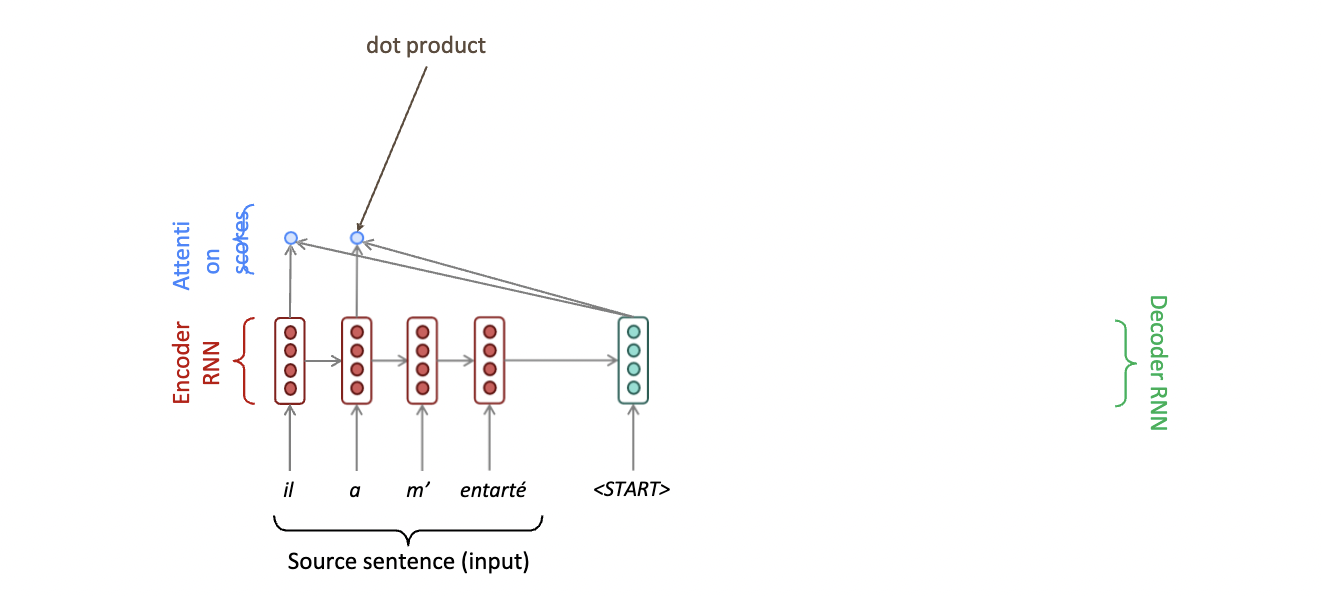 dot product
Attenti
on
scores
Encoder
RNN
Decoder RNN
il a m’ entarté <START>
Source sentence (input)